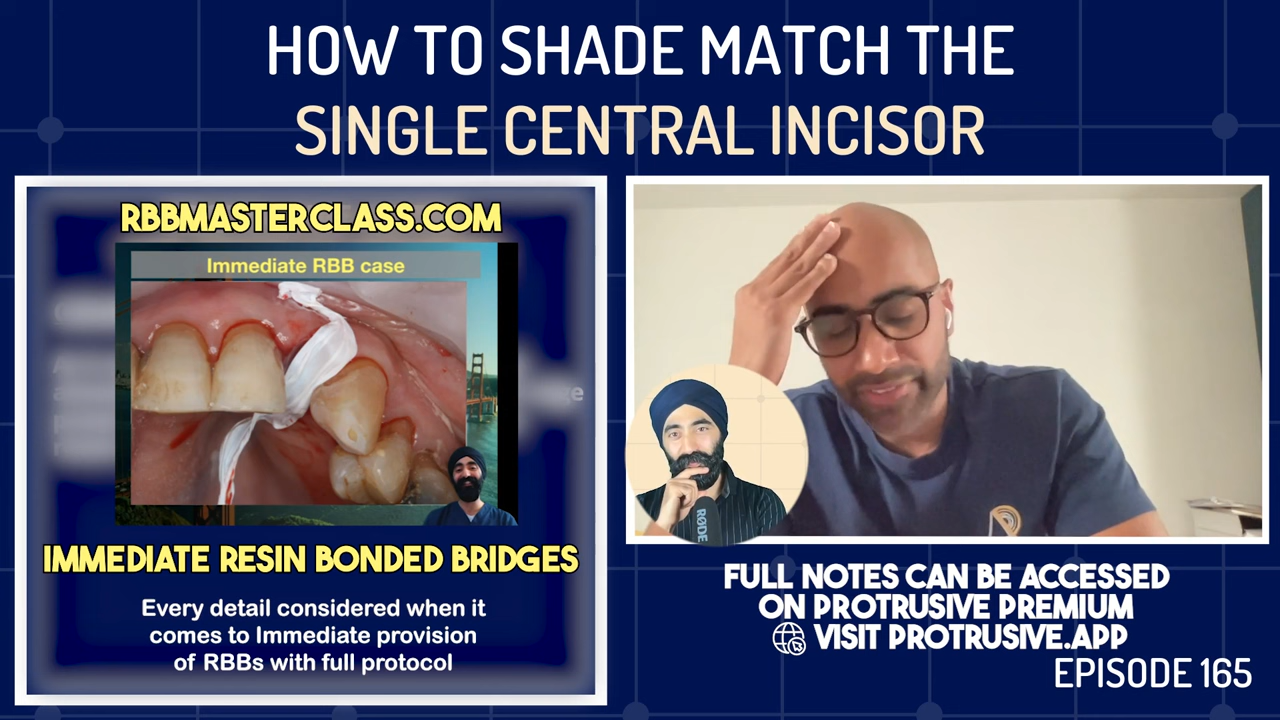 HOW TO SHADE MATCH THE
SINGLE CENTRAL INCISOR
RBBMASTERCLASS.COM
Immediate RBB case
IMMEDIATE RESIN BONDED BRIDGES
Every detail considered when it
comes to Immediate provision
of RBBs with full protocol
RØDE
FULL NOTES CAN BE ACCESSED
ON PROTRUSIVE PREMIUM
VISIT PROTRUSIVE.APP
EPISODE 165